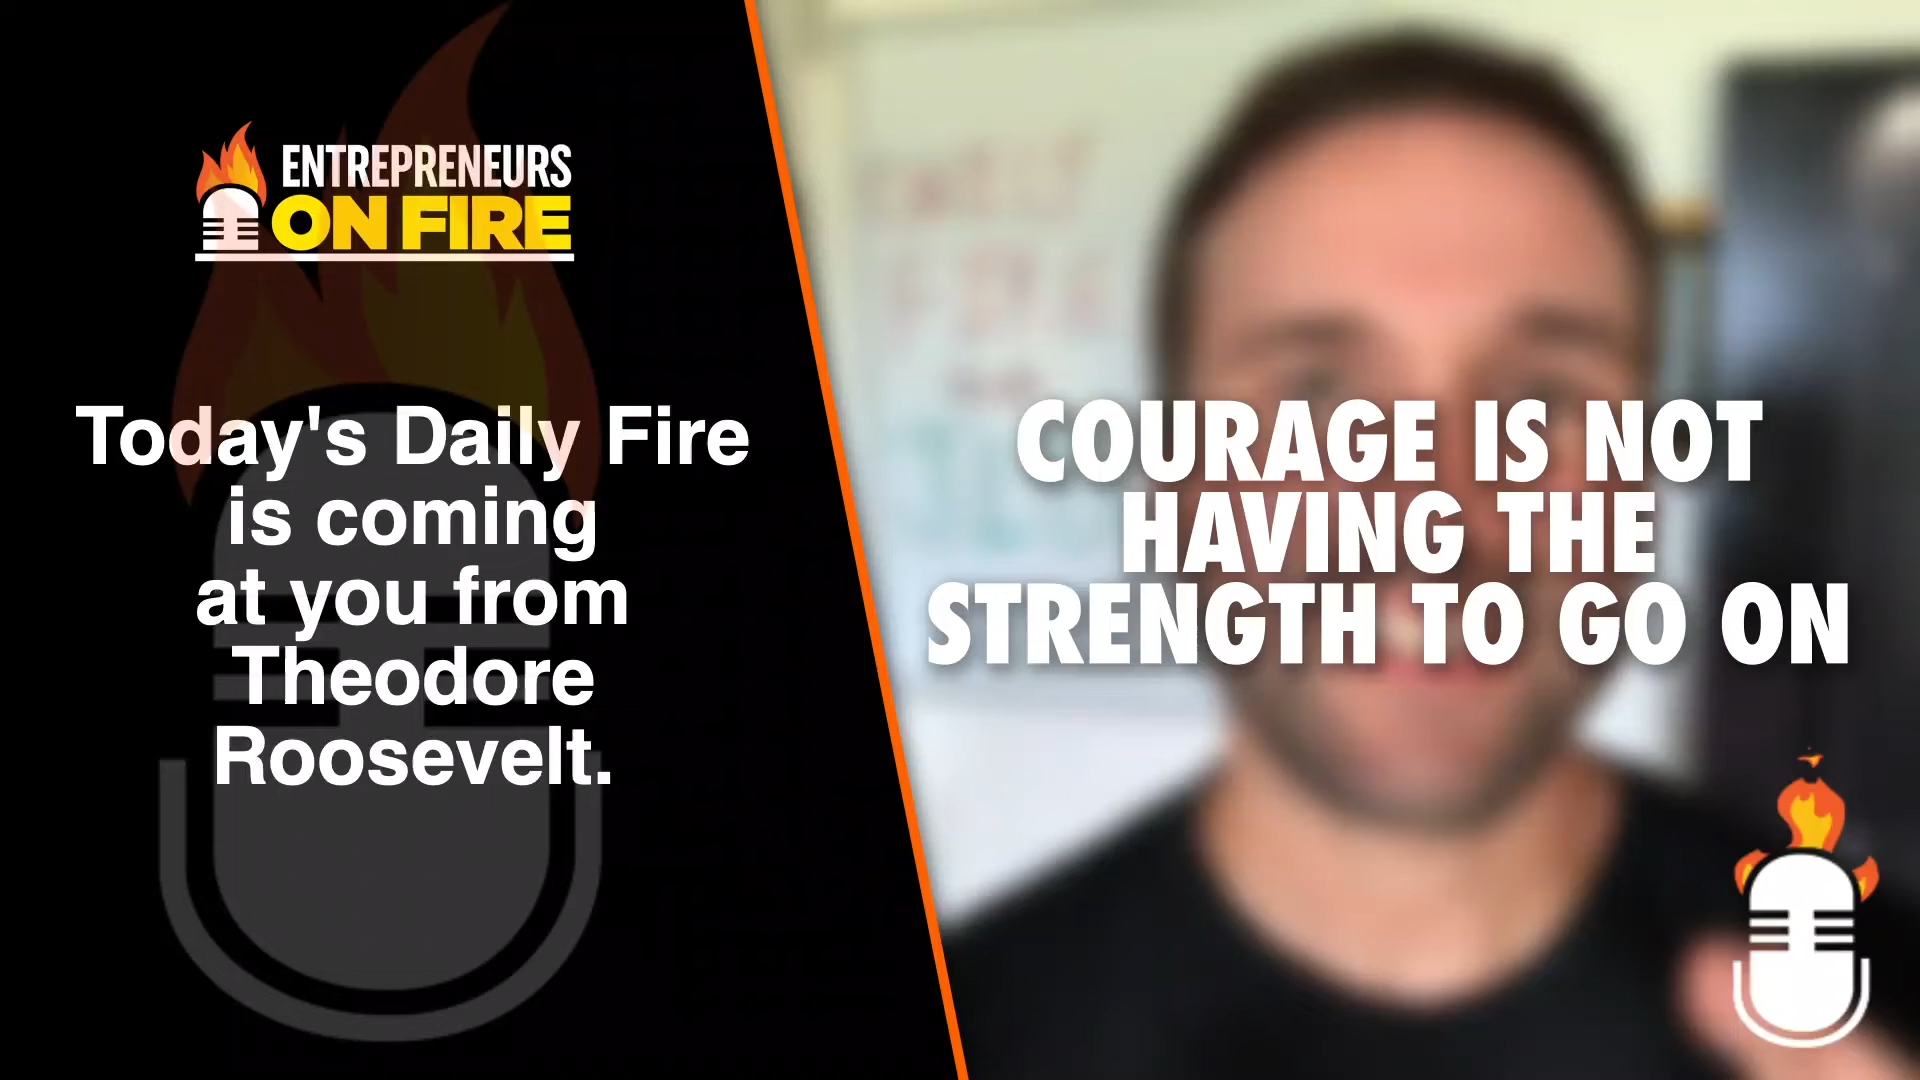 ENTREPRENEURS
ON FIRE
Today's Daily Fire
is coming
at you from
Theodore
Roosevelt.
COURAGE IS NOT
HAVING THE
STRENGTH TO GO ON